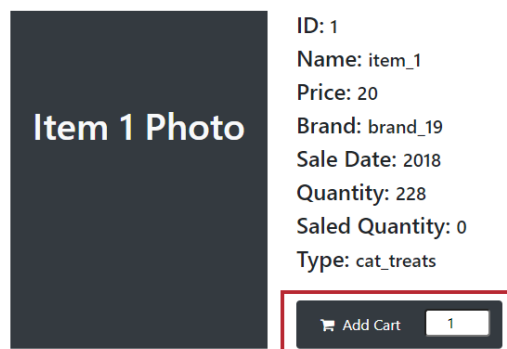 Item 1 Photo
ID: 1
Name: item_1
Price: 20
Brand: brand_19
Sale Date: 2018
Quantity: 228
Saled Quantity: 0
Type: cat_treats
Add Cart 1